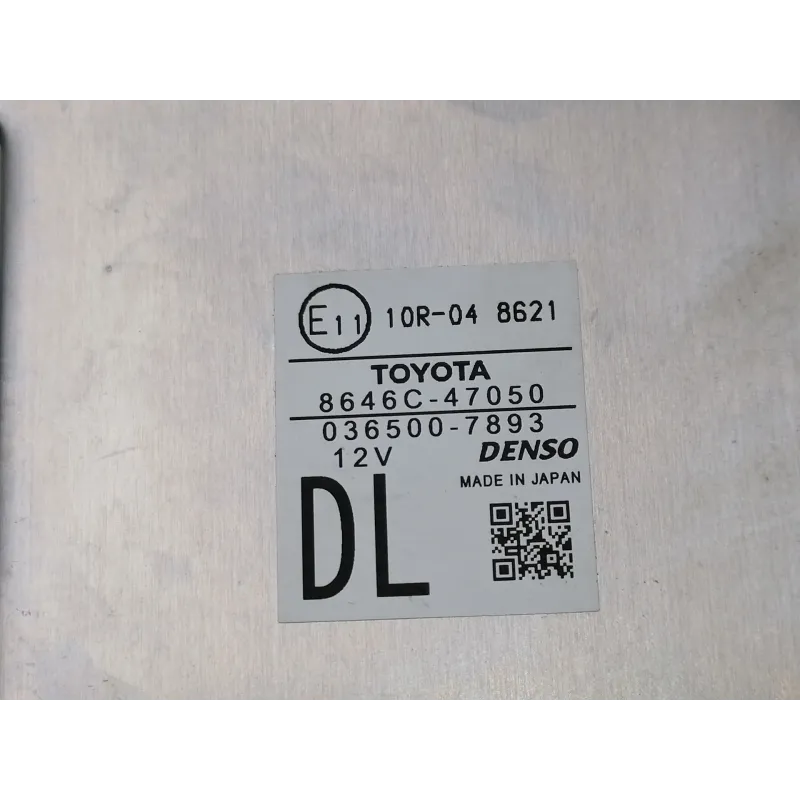 E11 10R-04 8621
TOYOTA
8646C-47050
036500-7893
12V DENSO
MADE IN JAPAN
DL